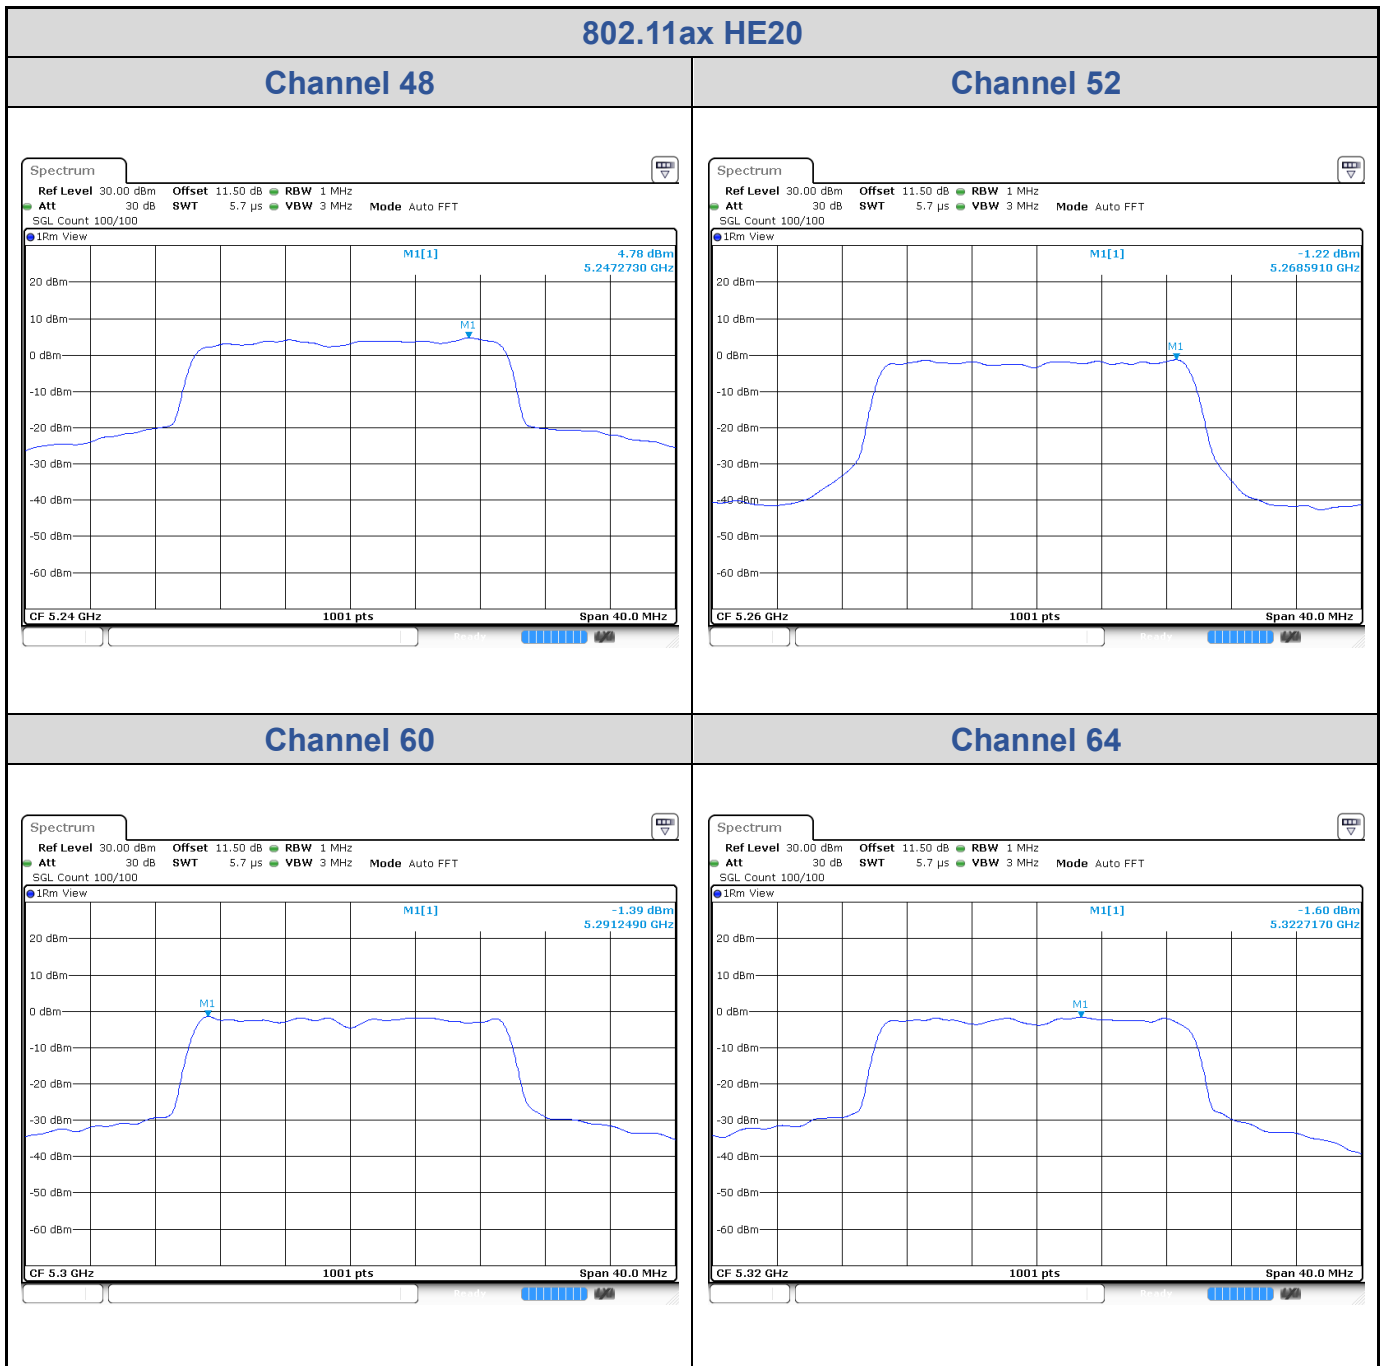 802.11ax HE20
Channel 48
Channel 52
Spectrum
Ref Level 30.00 dBm Offset 11.50 dB RBW 1 MHz
Att 30 dB SWT 5.7 µs VBW 3 MHz Mode Auto FFT
SGL Count 100/100
1Rm View
M1[1] 4.78 dBm
5.2472730 GHz
20 dBm
10 dBm
M1
0 dBm
-10 dBm
-20 dBm
-30 dBm
-40 dBm
-50 dBm
-60 dBm
CF 5.24 GHz 1001 pts Span 40.0 MHz
Ready
Spectrum
Ref Level 30.00 dBm Offset 11.50 dB RBW 1 MHz
Att 30 dB SWT 5.7 µs VBW 3 MHz Mode Auto FFT
SGL Count 100/100
1Rm View
M1[1] -1.22 dBm
5.2685910 GHz
20 dBm
10 dBm
M1
0 dBm
-10 dBm
-20 dBm
-30 dBm
-40 dBm
-50 dBm
-60 dBm
CF 5.26 GHz 1001 pts Span 40.0 MHz
Ready
Channel 60
Channel 64
Spectrum
Ref Level 30.00 dBm Offset 11.50 dB RBW 1 MHz
Att 30 dB SWT 5.7 µs VBW 3 MHz Mode Auto FFT
SGL Count 100/100
1Rm View
M1[1] -1.39 dBm
5.2912490 GHz
20 dBm
10 dBm
M1
0 dBm
-10 dBm
-20 dBm
-30 dBm
-40 dBm
-50 dBm
-60 dBm
CF 5.3 GHz 1001 pts Span 40.0 MHz
Ready
Spectrum
Ref Level 30.00 dBm Offset 11.50 dB RBW 1 MHz
Att 30 dB SWT 5.7 µs VBW 3 MHz Mode Auto FFT
SGL Count 100/100
1Rm View
M1[1] -1.60 dBm
5.3227170 GHz
20 dBm
10 dBm
M1
0 dBm
-10 dBm
-20 dBm
-30 dBm
-40 dBm
-50 dBm
-60 dBm
CF 5.32 GHz 1001 pts Span 40.0 MHz
Ready